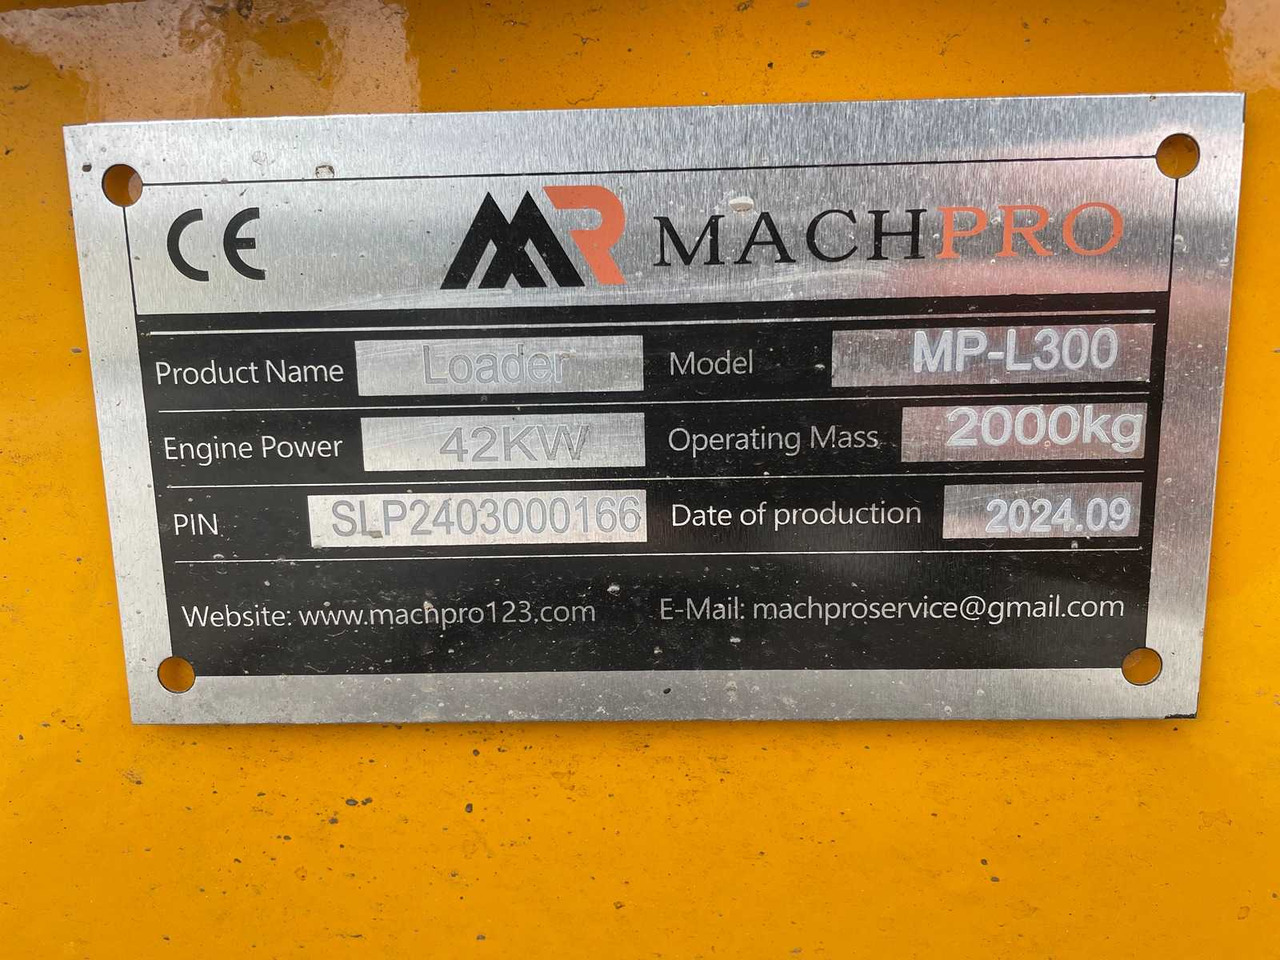 CE MR MACHPRO
Product Name Loader Model MP-L300
Engine Power 42KW Operating Mass 2000kg
PIN SLP2403000166 Date of production 2024.09
Website: www.machpro123.com E-Mail: machproservice@gmail.com